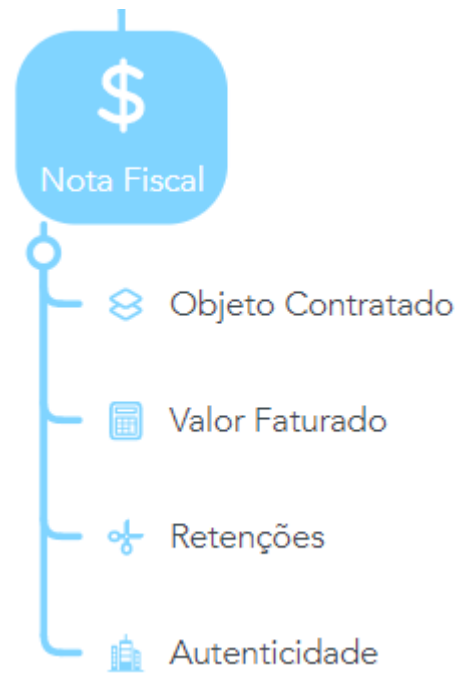 $
Nota Fiscal
Objeto Contratado
Valor Faturado
Retenções
Autenticidade